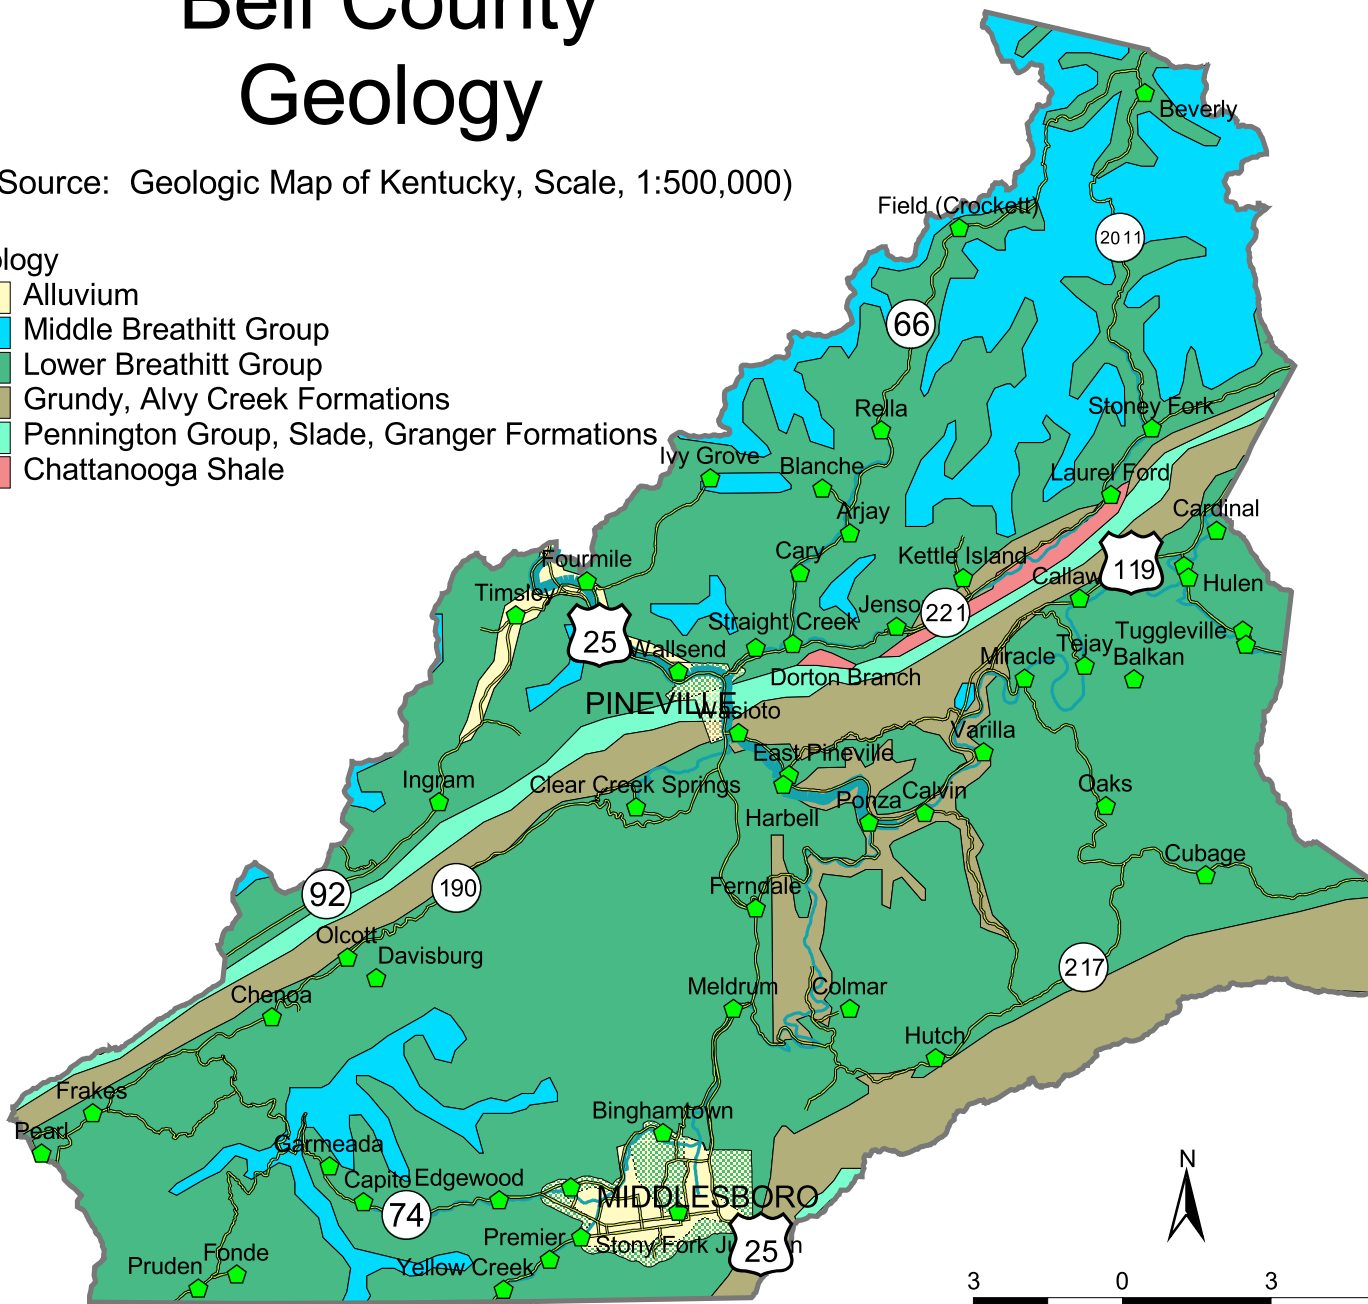 Bell County
Geology
Source: Geologic Map of Kentucky, Scale, 1:500,000)
ology
Alluvium
Middle Breathitt Group
Lower Breathitt Group
Grundy, Alvy Creek Formations
Pennington Group, Slade, Granger Formations
Chattanooga Shale
Beverly
Field (Crockett)
2011
66
Rella
Stoney Fork
Ivy Grove
Blanche
Laurel Ford
Arjay
Cardinal
Fourmile
Cary
Kettle Island
Callaw
119
Hulen
Timsley
Jenso
221
25
Straight Creek
Wallsend
Tuggleville
Tejay
Miracle
Balkan
Dorton Branch
PINEVILLE
Wasioto
Varilla
East Pineville
Ingram
Clear Creek Springs
Oaks
Ponza
Calvin
Harbell
Cubage
92
190
Ferndale
Olcott
Davisburg
217
Chenoa
Meldrum
Colmar
Hutch
Frakes
Binghamtown
Pearl
Garmeada
N
Capito
Edgewood
MIDDLESBORO
74
Premier
Stony Fork Ju n
25
Fonde
Pruden
Yellow Creek
3 0 3